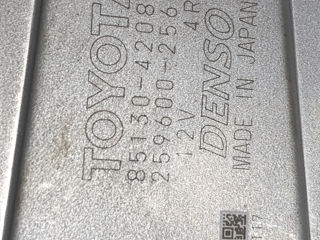 TOYOTA
85130-4208
259600-256
12V 4R
DENSO
MADE IN JAPAN